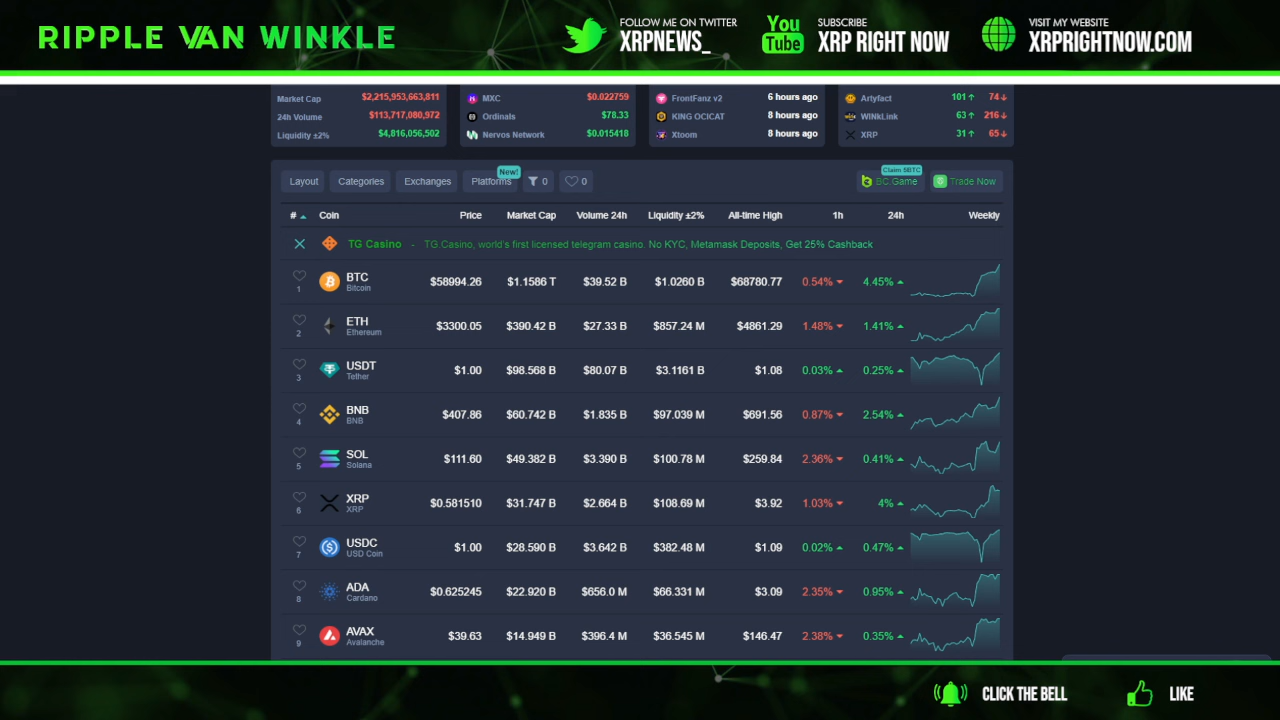 RIPPLE VAN WINKLE
FOLLOW ME ON TWITTER
XRPNEWS_
You
Tube
SUBSCRIBE
XRP RIGHT NOW
VISIT MY WEBSITE
XRPRIGHTNOW.COM
Market Cap $2,215,953,663,811
24h Volume $113,717,080,972
Liquidity ±2% $4,816,056,502
MXC $0.022759
Ordinals $78.33
Nervos Network $0.015418
FrontFanz v2 6 hours ago
KING OCICAT 8 hours ago
Xtoom 8 hours ago
Artyfact 101 74
WINkLink 63 216
XRP 31 65
Layout Categories Exchanges Platforms New! 0 0
Claim 5BTC
BC.Game Trade Now
# Coin Price Market Cap Volume 24h Liquidity ±2% All-time High 1h 24h Weekly
TG Casino - TG.Casino, world's first licensed telegram casino. No KYC, Metamask Deposits, Get 25% Cashback
1 BTC Bitcoin $58994.26 $1.1586 T $39.52 B $1.0260 B $68780.77 0.54% 4.45%
2 ETH Ethereum $3300.05 $390.42 B $27.33 B $857.24 M $4861.29 1.48% 1.41%
3 USDT Tether $1.00 $98.568 B $80.07 B $3.1161 B $1.08 0.03% 0.25%
4 BNB BNB $407.86 $60.742 B $1.835 B $97.039 M $691.56 0.87% 2.54%
5 SOL Solana $111.60 $49.382 B $3.390 B $100.78 M $259.84 2.36% 0.41%
6 XRP XRP $0.581510 $31.747 B $2.664 B $108.69 M $3.92 1.03% 4%
7 USDC USD Coin $1.00 $28.590 B $3.642 B $382.48 M $1.09 0.02% 0.47%
8 ADA Cardano $0.625245 $22.920 B $656.0 M $66.331 M $3.09 2.35% 0.95%
9 AVAX Avalanche $39.63 $14.949 B $396.4 M $36.545 M $146.47 2.38% 0.35%
CLICK THE BELL
LIKE